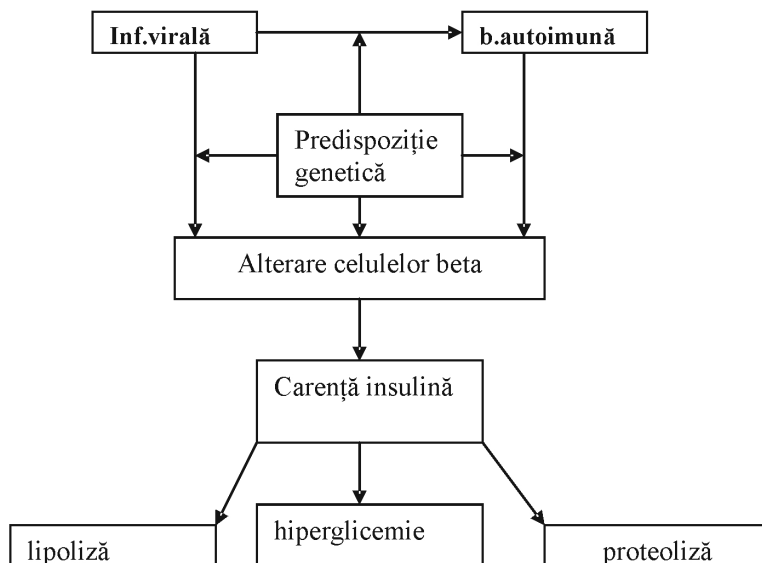 Inf.virală
b.autoimună
Predispoziție
genetică
Alterare celulelor beta
Carență insulină
lipoliză
hiperglicemie
proteoliză